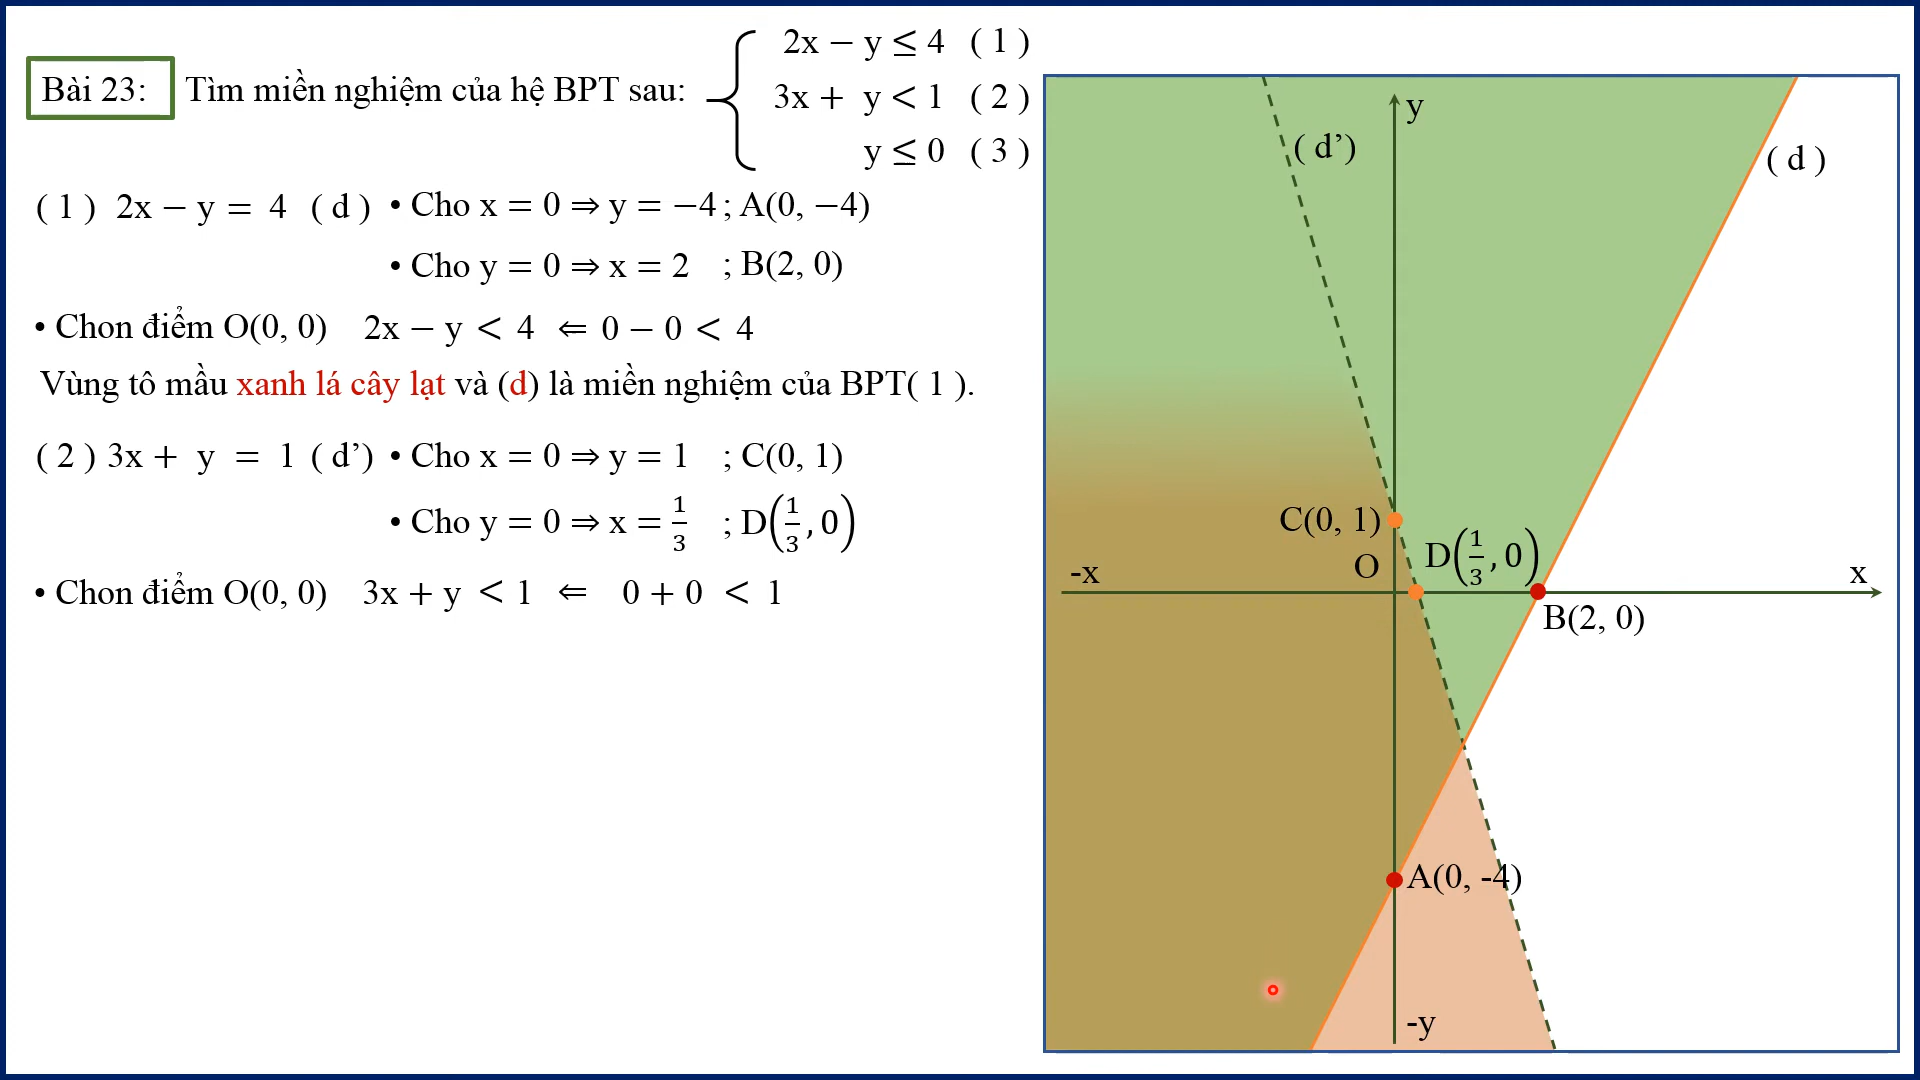 Bài 23: Tìm miền nghiệm của hệ BPT sau:
2x − y ≤ 4 ( 1 )
3x + y < 1 ( 2 )
y ≤ 0 ( 3 )
( 1 ) 2x − y = 4 ( d ) • Cho x = 0 ⇒ y = −4 ; A(0, −4)
• Cho y = 0 ⇒ x = 2 ; B(2, 0)
• Chon điểm O(0, 0) 2x − y < 4 ⇐ 0 − 0 < 4
Vùng tô mầu xanh lá cây lạt và (d) là miền nghiệm của BPT( 1 ).
( 2 ) 3x + y = 1 ( d’) • Cho x = 0 ⇒ y = 1 ; C(0, 1)
• Cho y = 0 ⇒ x = 1/3 ; D(1/3, 0)
• Chon điểm O(0, 0) 3x + y < 1 ⇐ 0 + 0 < 1
y
( d’)
( d )
C(0, 1)
D(1/3, 0)
O
-x
x
B(2, 0)
A(0, -4)
-y